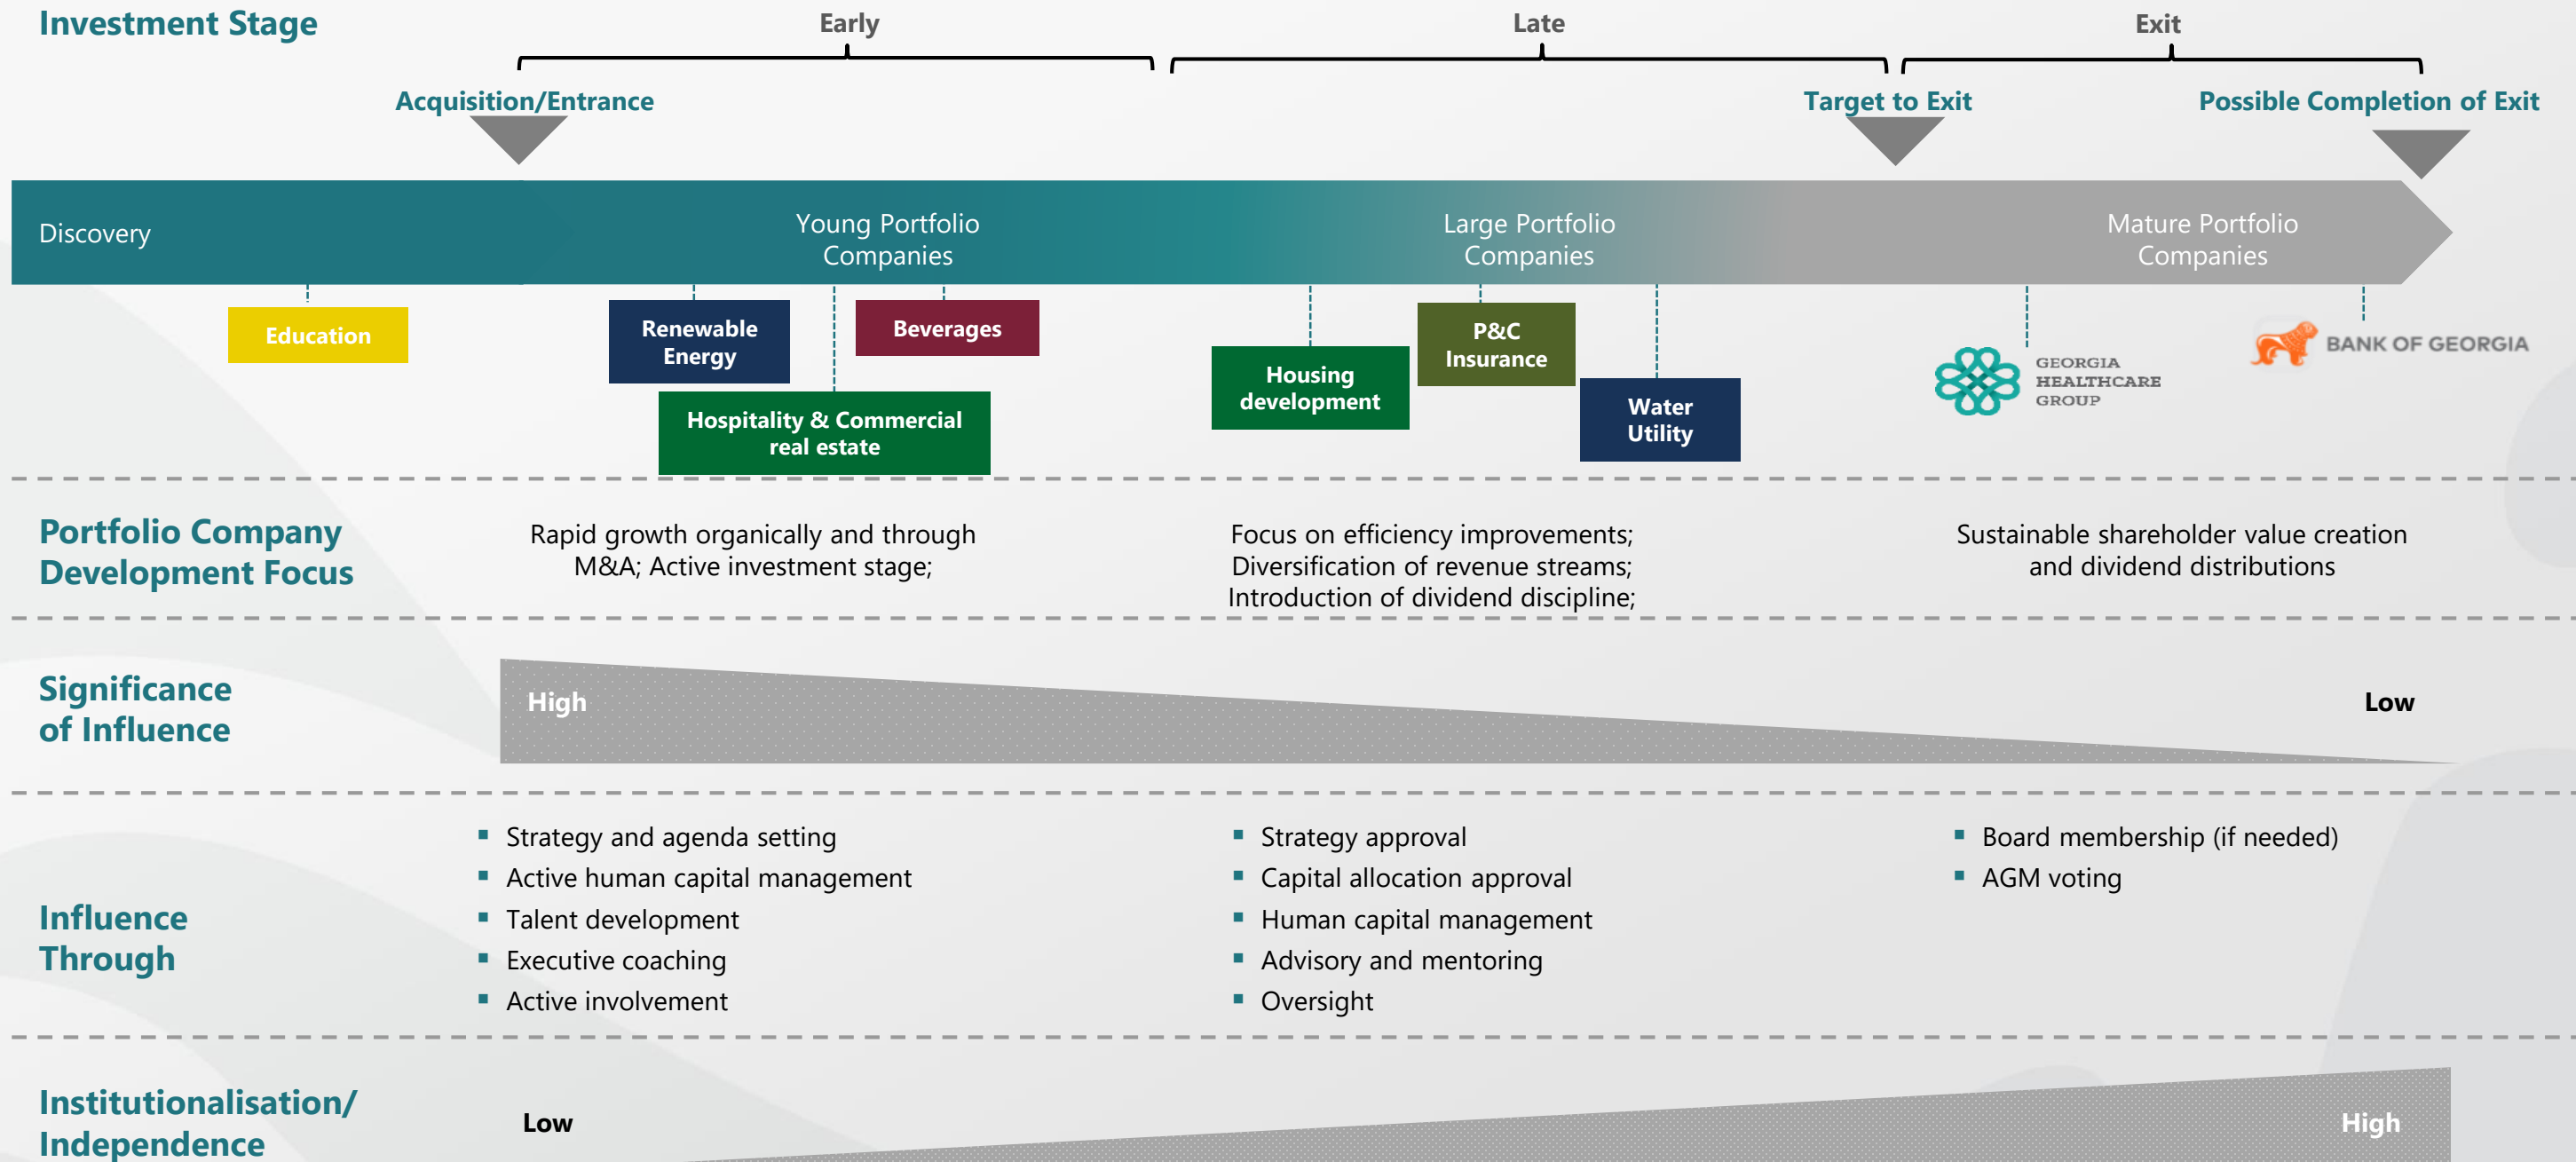 Investment Stage
Early
Late
Exit
Acquisition/Entrance
Target to Exit
Possible Completion of Exit
Discovery
Young Portfolio
Companies
Large Portfolio
Companies
Mature Portfolio
Companies
Education
Renewable
Energy
Beverages
Hospitality & Commercial
real estate
Housing
development
P&C
Insurance
Water
Utility
GEORGIA
HEALTHCARE
GROUP
BANK OF GEORGIA
Portfolio Company
Development Focus
Rapid growth organically and through
M&A; Active investment stage;
Focus on efficiency improvements;
Diversification of revenue streams;
Introduction of dividend discipline;
Sustainable shareholder value creation
and dividend distributions
Significance
of Influence
High
Low
Influence
Through
▪ Strategy and agenda setting
▪ Active human capital management
▪ Talent development
▪ Executive coaching
▪ Active involvement
▪ Strategy approval
▪ Capital allocation approval
▪ Human capital management
▪ Advisory and mentoring
▪ Oversight
▪ Board membership (if needed)
▪ AGM voting
Institutionalisation/
Independence
Low
High